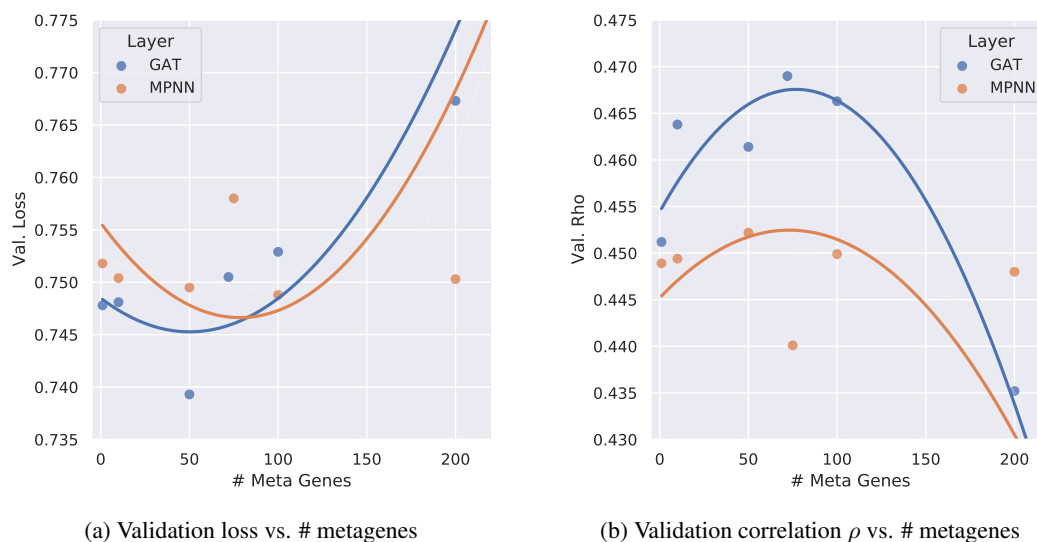 0.775
0.770
0.765
0.760
0.755
0.750
0.745
0.740
0.735
Val. Loss
Layer
GAT
MPNN
0
50
100
150
200
# Meta Genes
(a) Validation loss vs. # metagenes
0.475
0.470
0.465
0.460
0.455
0.450
0.445
0.440
0.435
0.430
Val. Rho
Layer
GAT
MPNN
0
50
100
150
200
# Meta Genes
(b) Validation correlation ρ vs. # metagenes